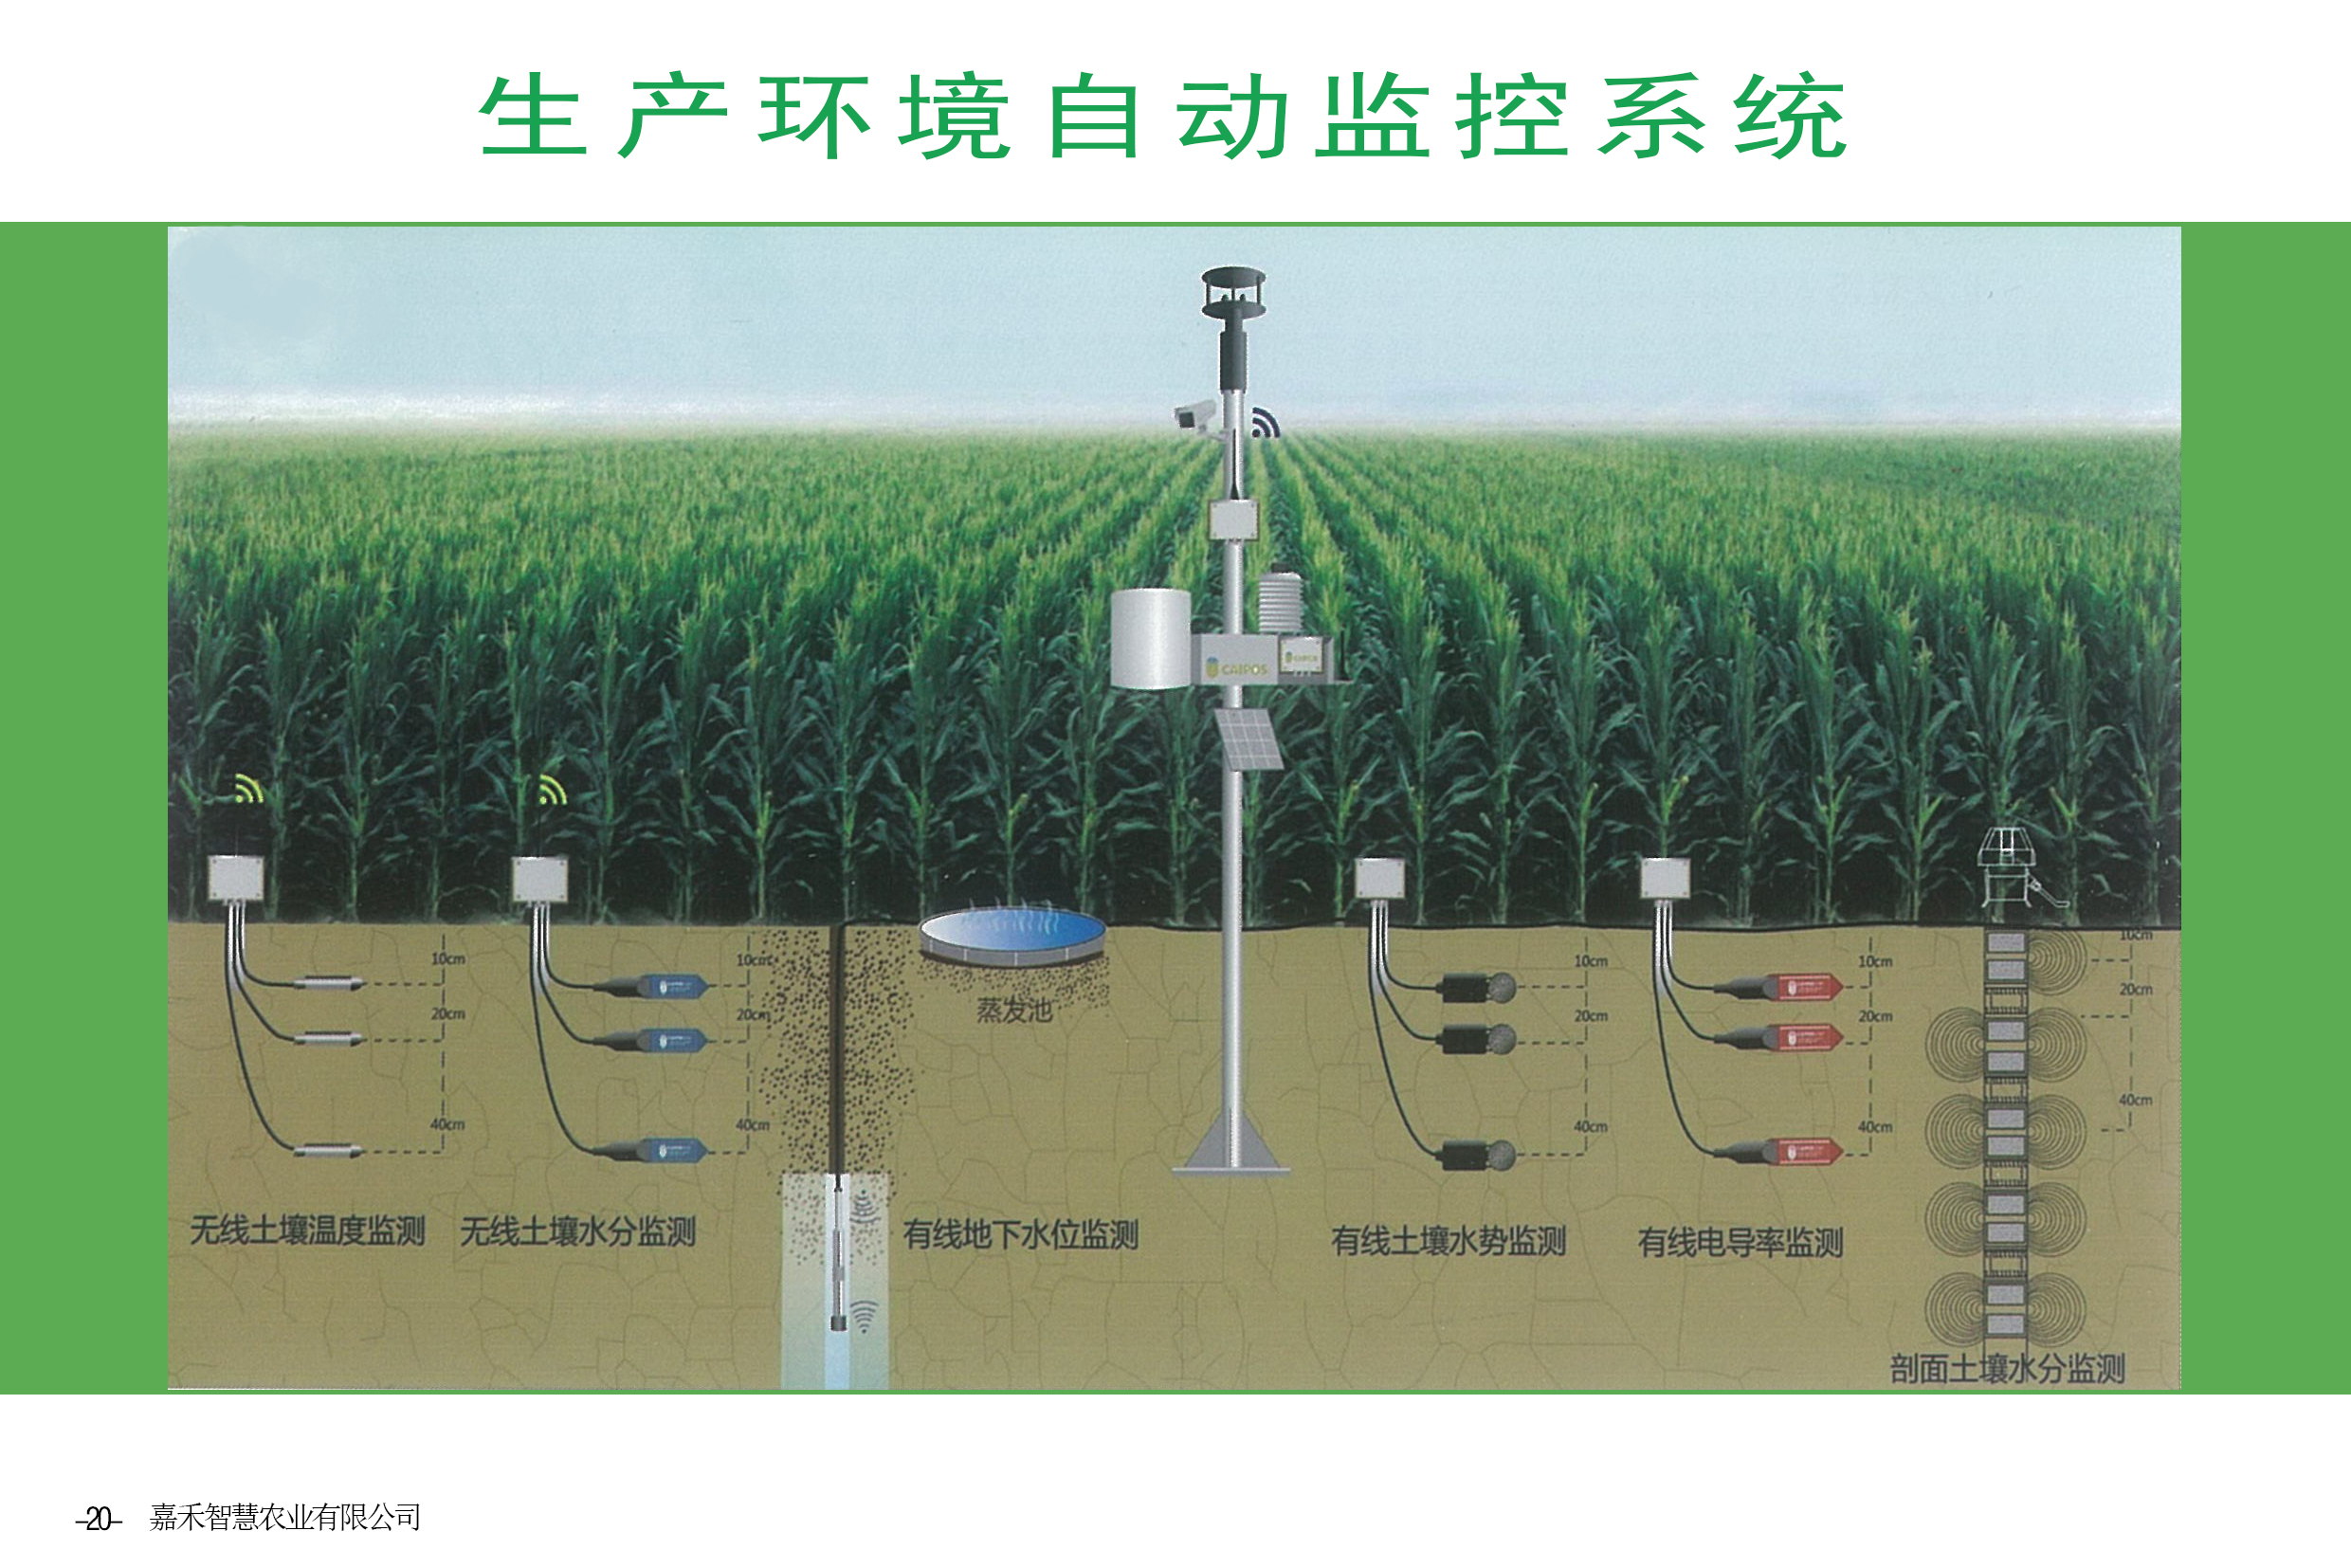 生产环境自动监控系统
CAIPOS
CAIPOS
10cm
10cm
10cm
10cm
10cm
20cm
20cm
20cm
20cm
20cm
蒸发池
40cm
40cm
40cm
40cm
40cm
无线土壤温度监测
无线土壤水分监测
有线地下水位监测
有线土壤水势监测
有线电导率监测
剖面土壤水分监测
-20- 嘉禾智慧农业有限公司